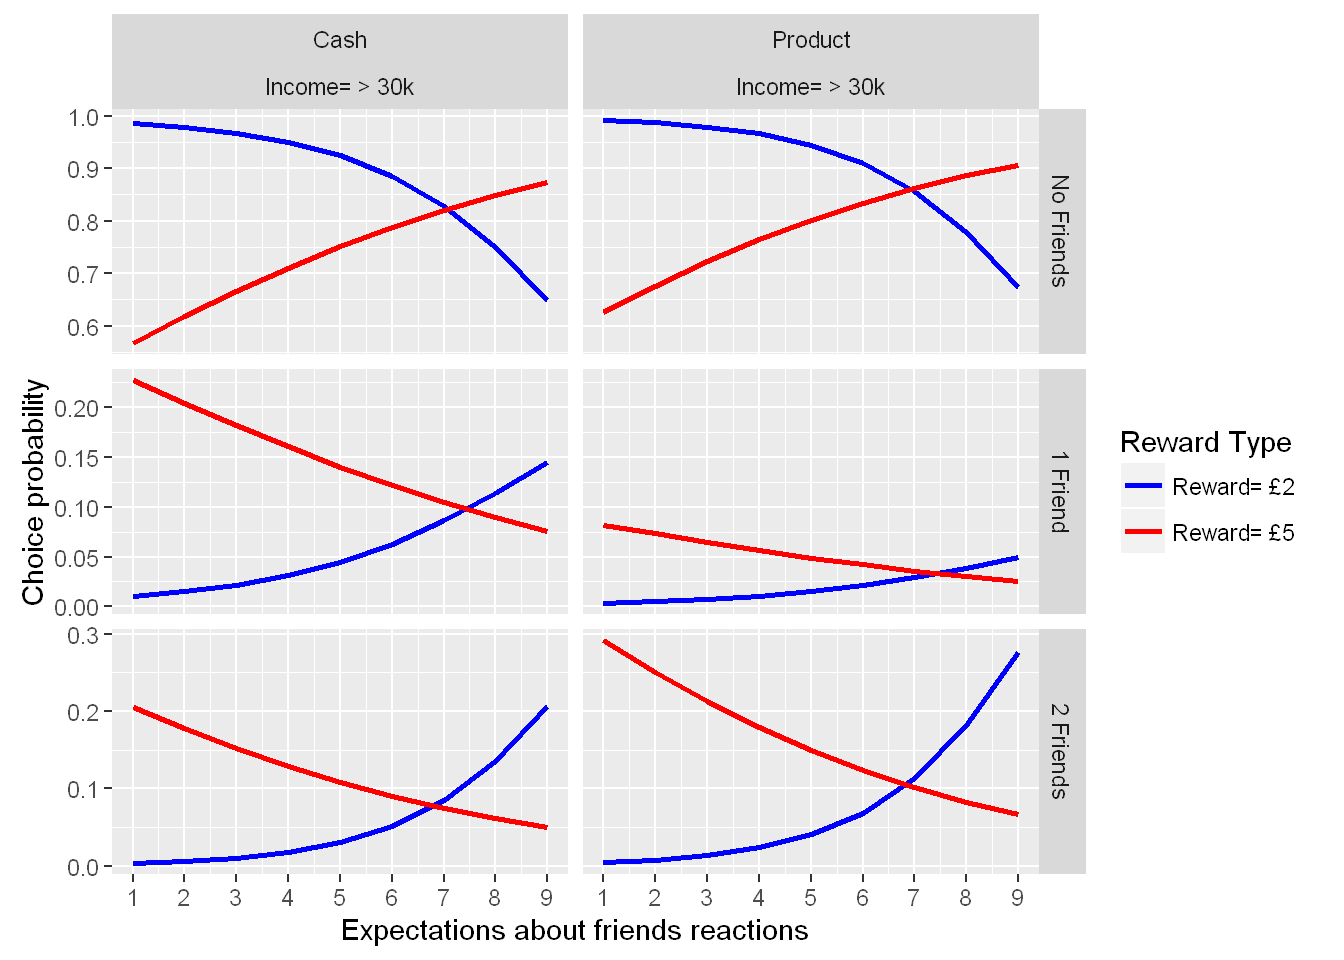 Cash
Product
Income= > 30k
Income= > 30k
1.0
0.9
0.8
0.7
0.6
No Friends
0.20
0.15
0.10
0.05
0.00
1 Friend
0.3
0.2
0.1
0.0
2 Friends
Choice probability
1 2 3 4 5 6 7 8 9
1 2 3 4 5 6 7 8 9
Expectations about friends reactions
Reward Type
Reward= £2
Reward= £5